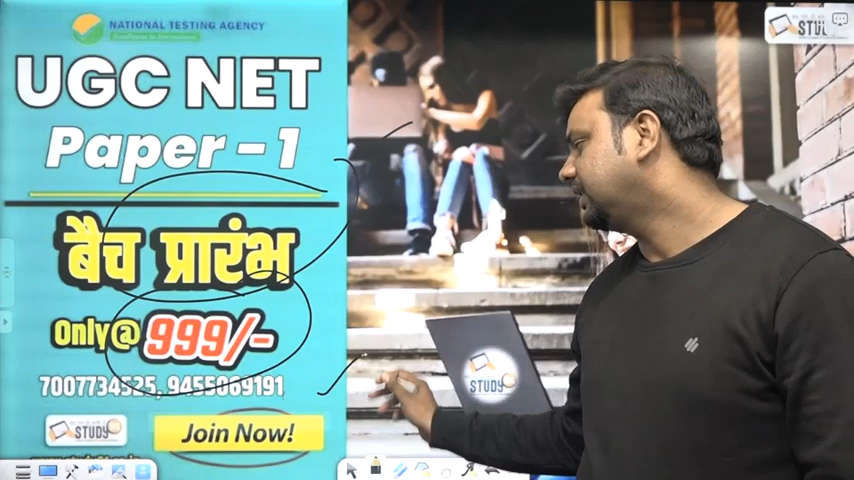 NATIONAL TESTING AGENCY
UGC NET
Paper - 1
बैच प्रारंभ
Only@ 999/-
7007734525, 9455069191
STUDY
Join Now!
STUDY